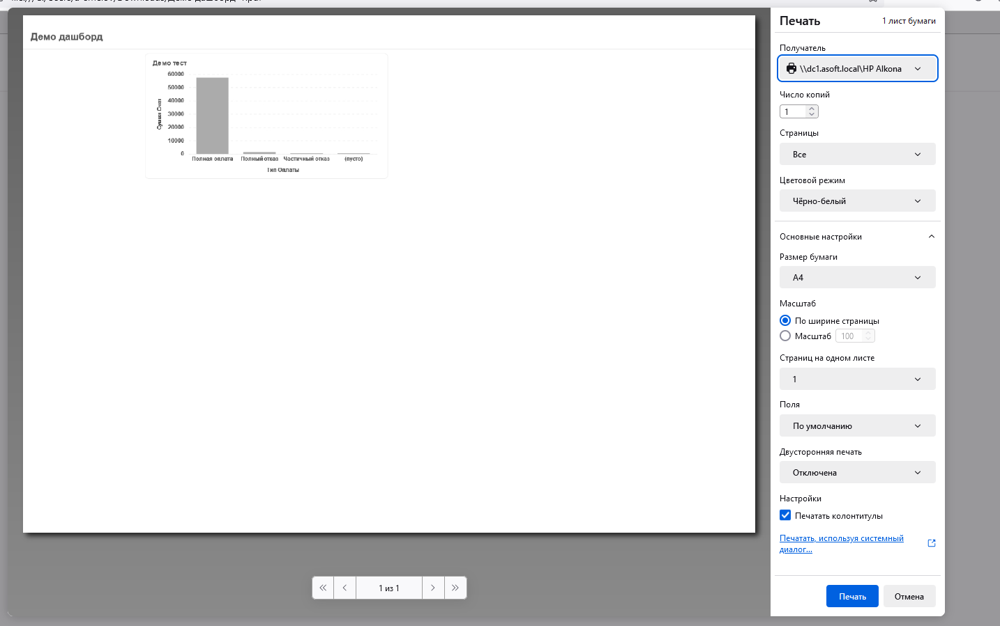 Печать
1 лист бумаги
Демо дашборд
Демо тест
60000
50000
40000
30000
20000
10000
0
Сумма Счет
Полная оплата
Полный отказ
Частичный отказ
(пусто)
Тип Оплаты
1 из 1
Получатель
\\dc1.asoft.local\HP Alkona
Число копий
1
Страницы
Все
Цветовой режим
Чёрно-белый
Основные настройки
Размер бумаги
A4
Масштаб
По ширине страницы
Масштаб 100
Страниц на одном листе
1
Поля
По умолчанию
Двусторонняя печать
Отключена
Настройки
Печатать колонтитулы
Печатать, используя системный
диалог...
Печать
Отмена